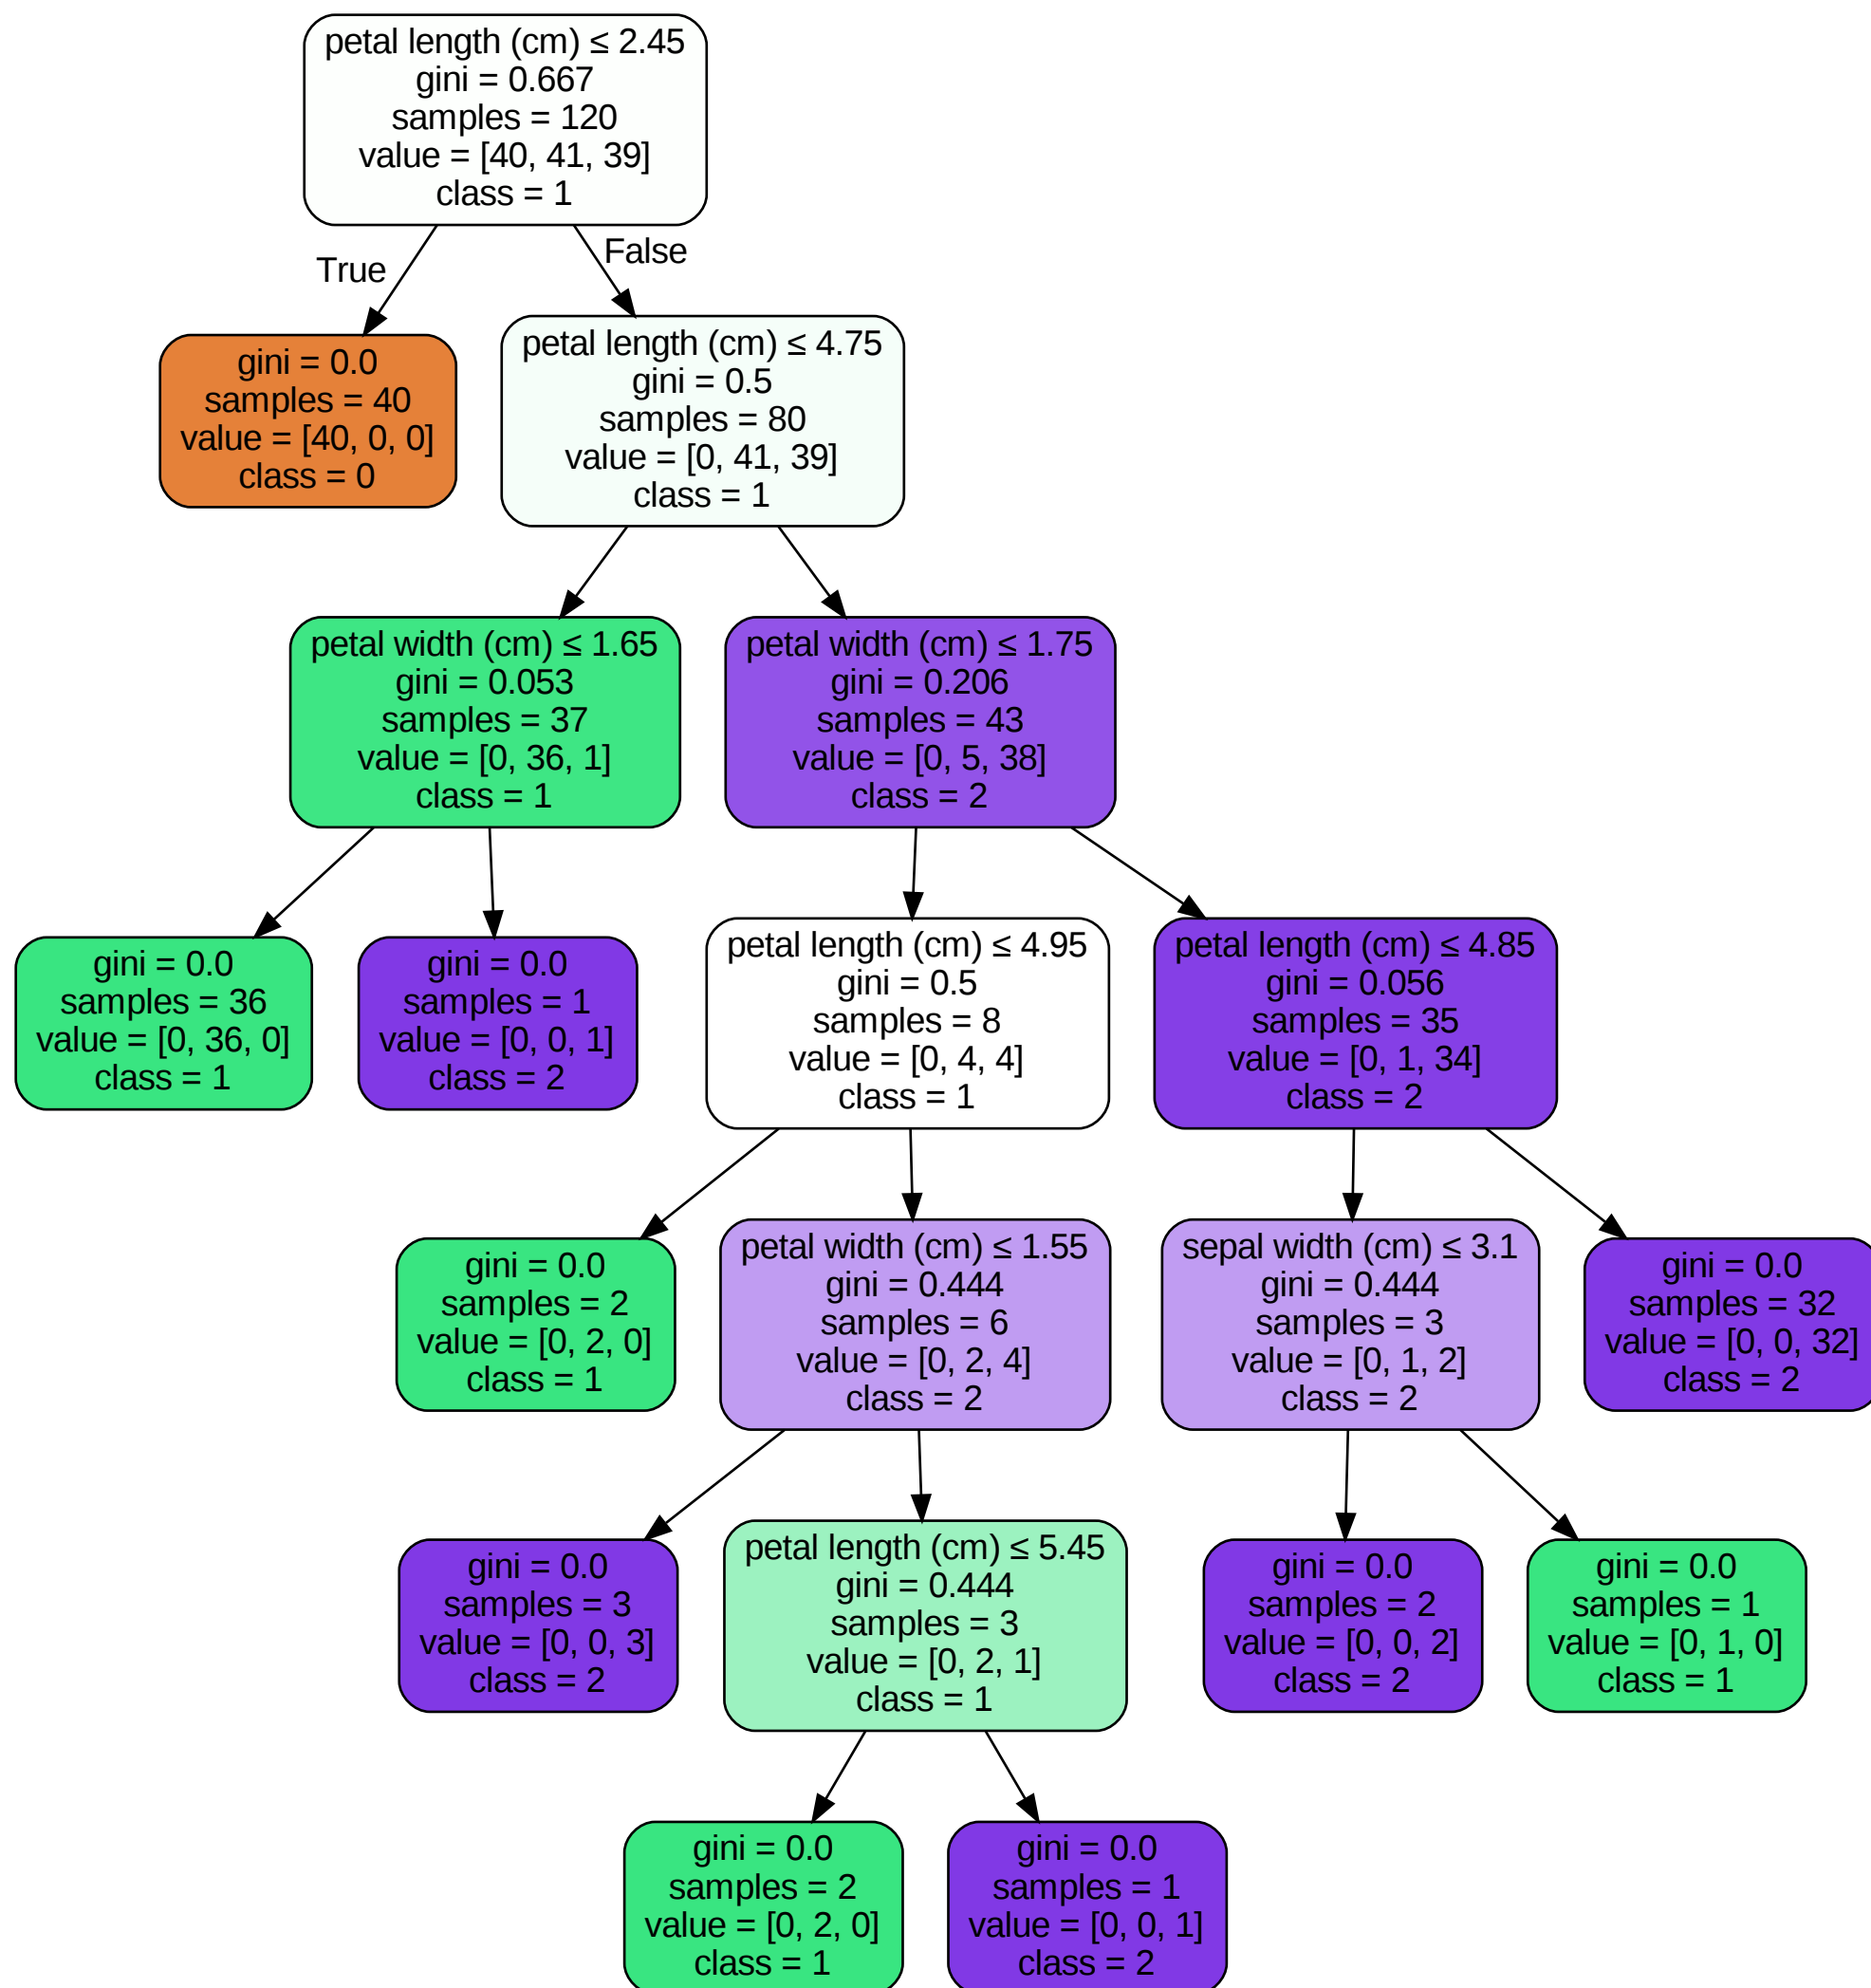 petal length (cm) ≤ 2.45
gini = 0.667
samples = 120
value = [40, 41, 39]
class = 1
True
False
gini = 0.0
samples = 40
value = [40, 0, 0]
class = 0
petal length (cm) ≤ 4.75
gini = 0.5
samples = 80
value = [0, 41, 39]
class = 1
petal width (cm) ≤ 1.65
gini = 0.053
samples = 37
value = [0, 36, 1]
class = 1
petal width (cm) ≤ 1.75
gini = 0.206
samples = 43
value = [0, 5, 38]
class = 2
gini = 0.0
samples = 36
value = [0, 36, 0]
class = 1
gini = 0.0
samples = 1
value = [0, 0, 1]
class = 2
petal length (cm) ≤ 4.95
gini = 0.5
samples = 8
value = [0, 4, 4]
class = 1
petal length (cm) ≤ 4.85
gini = 0.056
samples = 35
value = [0, 1, 34]
class = 2
gini = 0.0
samples = 2
value = [0, 2, 0]
class = 1
petal width (cm) ≤ 1.55
gini = 0.444
samples = 6
value = [0, 2, 4]
class = 2
sepal width (cm) ≤ 3.1
gini = 0.444
samples = 3
value = [0, 1, 2]
class = 2
gini = 0.0
samples = 32
value = [0, 0, 32]
class = 2
gini = 0.0
samples = 3
value = [0, 0, 3]
class = 2
petal length (cm) ≤ 5.45
gini = 0.444
samples = 3
value = [0, 2, 1]
class = 1
gini = 0.0
samples = 2
value = [0, 0, 2]
class = 2
gini = 0.0
samples = 1
value = [0, 1, 0]
class = 1
gini = 0.0
samples = 2
value = [0, 2, 0]
class = 1
gini = 0.0
samples = 1
value = [0, 0, 1]
class = 2